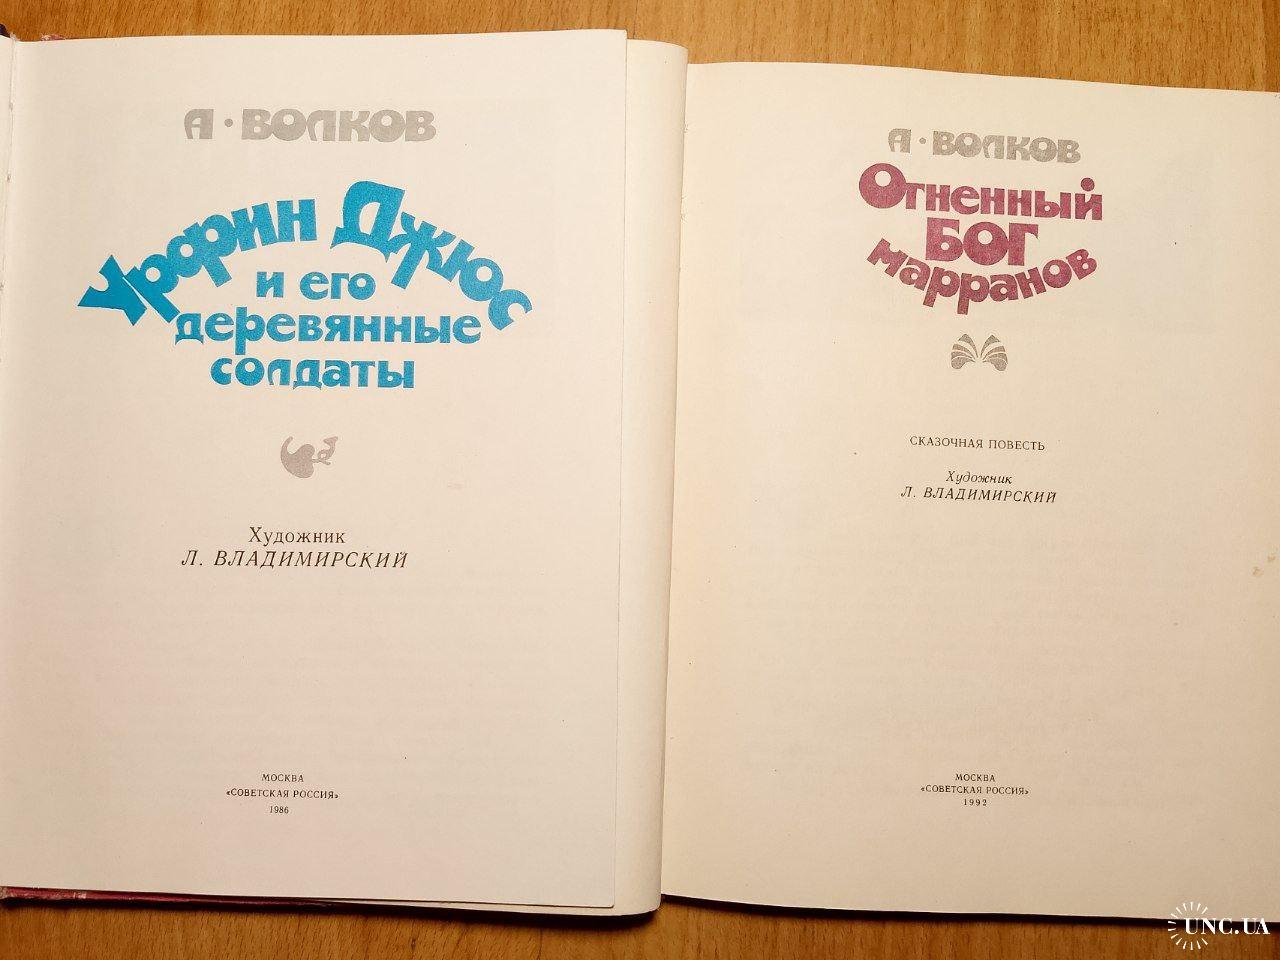 А · ВОЛКОВ
Урфин Джюс
и его
деревянные
солдаты
Художник
Л. ВЛАДИМИРСКИЙ
МОСКВА
«СОВЕТСКАЯ РОССИЯ»
1986
А · ВОЛКОВ
Огненный
БОГ
марранов
СКАЗОЧНАЯ ПОВЕСТЬ
Художник
Л. ВЛАДИМИРСКИЙ
МОСКВА
«СОВЕТСКАЯ РОССИЯ»
1992
UNC.UA